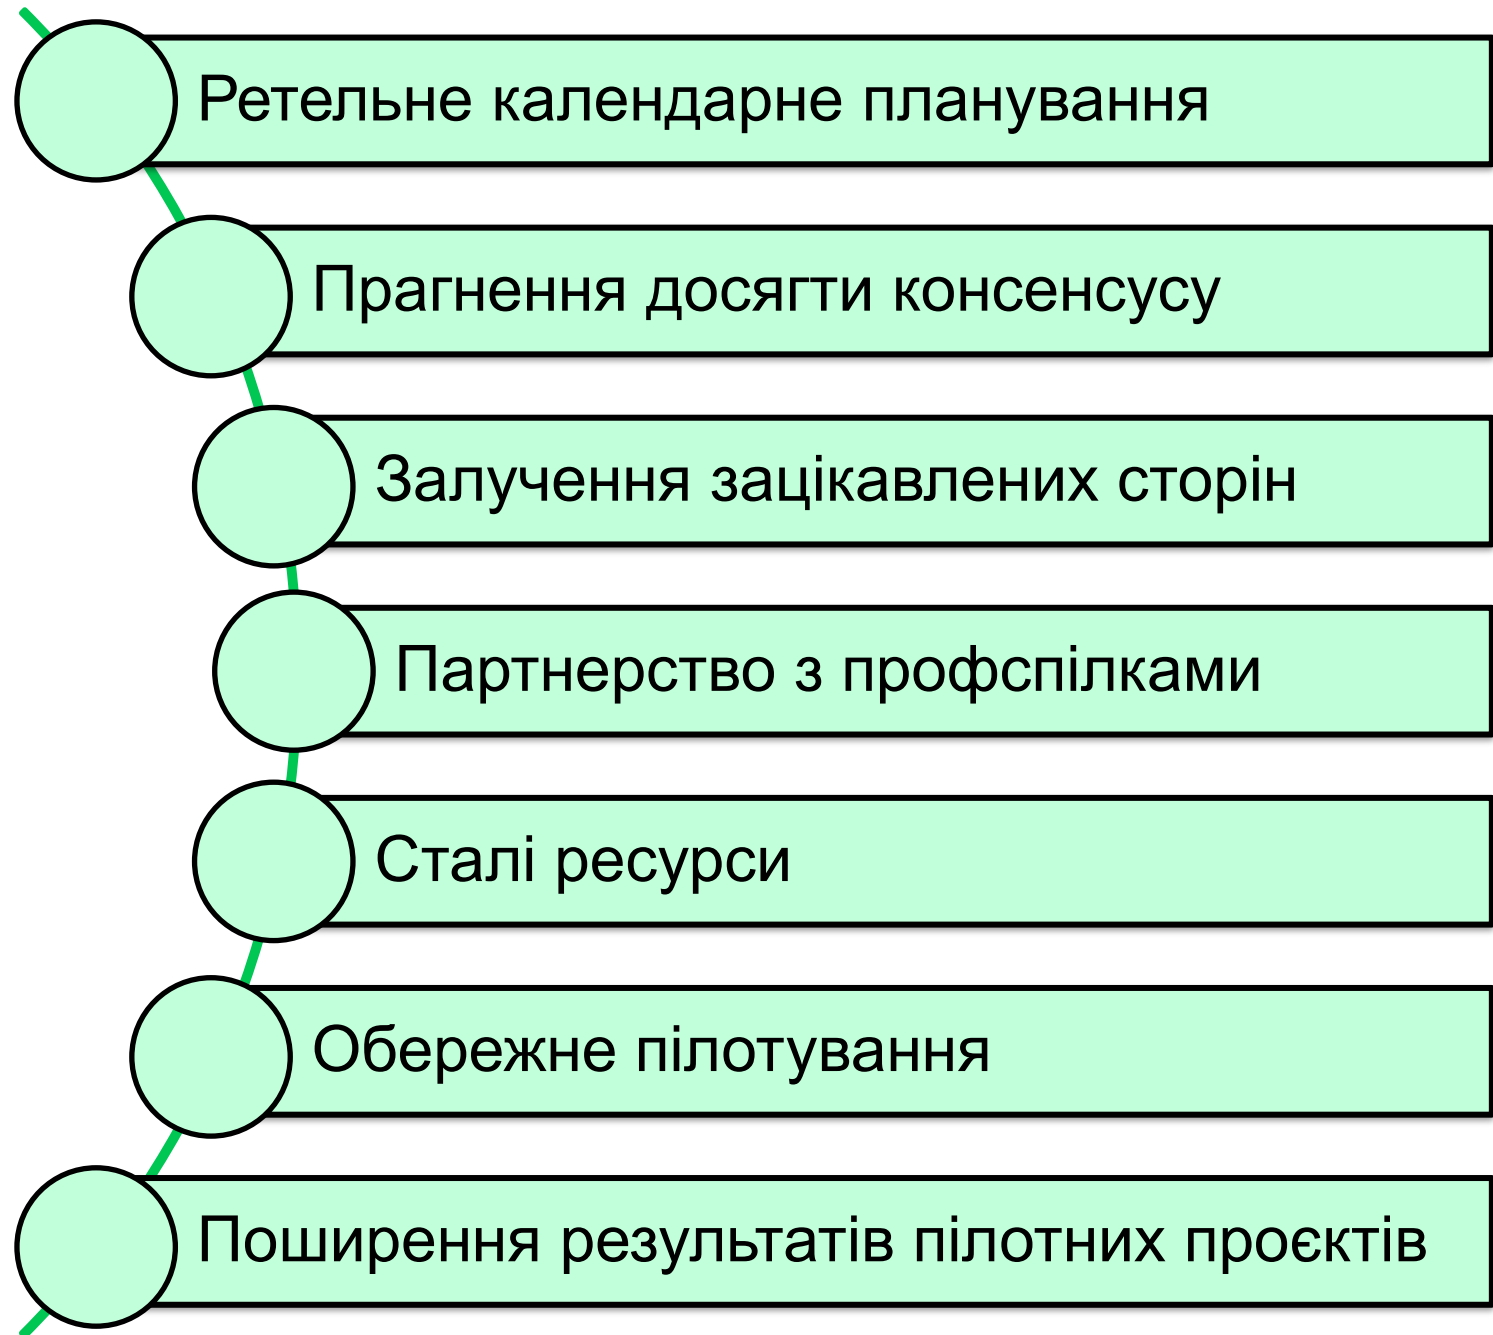 Ретельне календарне планування
Прагнення досягти консенсусу
Залучення зацікавлених сторін
Партнерство з профспілками
Сталі ресурси
Обережне пілотування
Поширення результатів пілотних проєктів